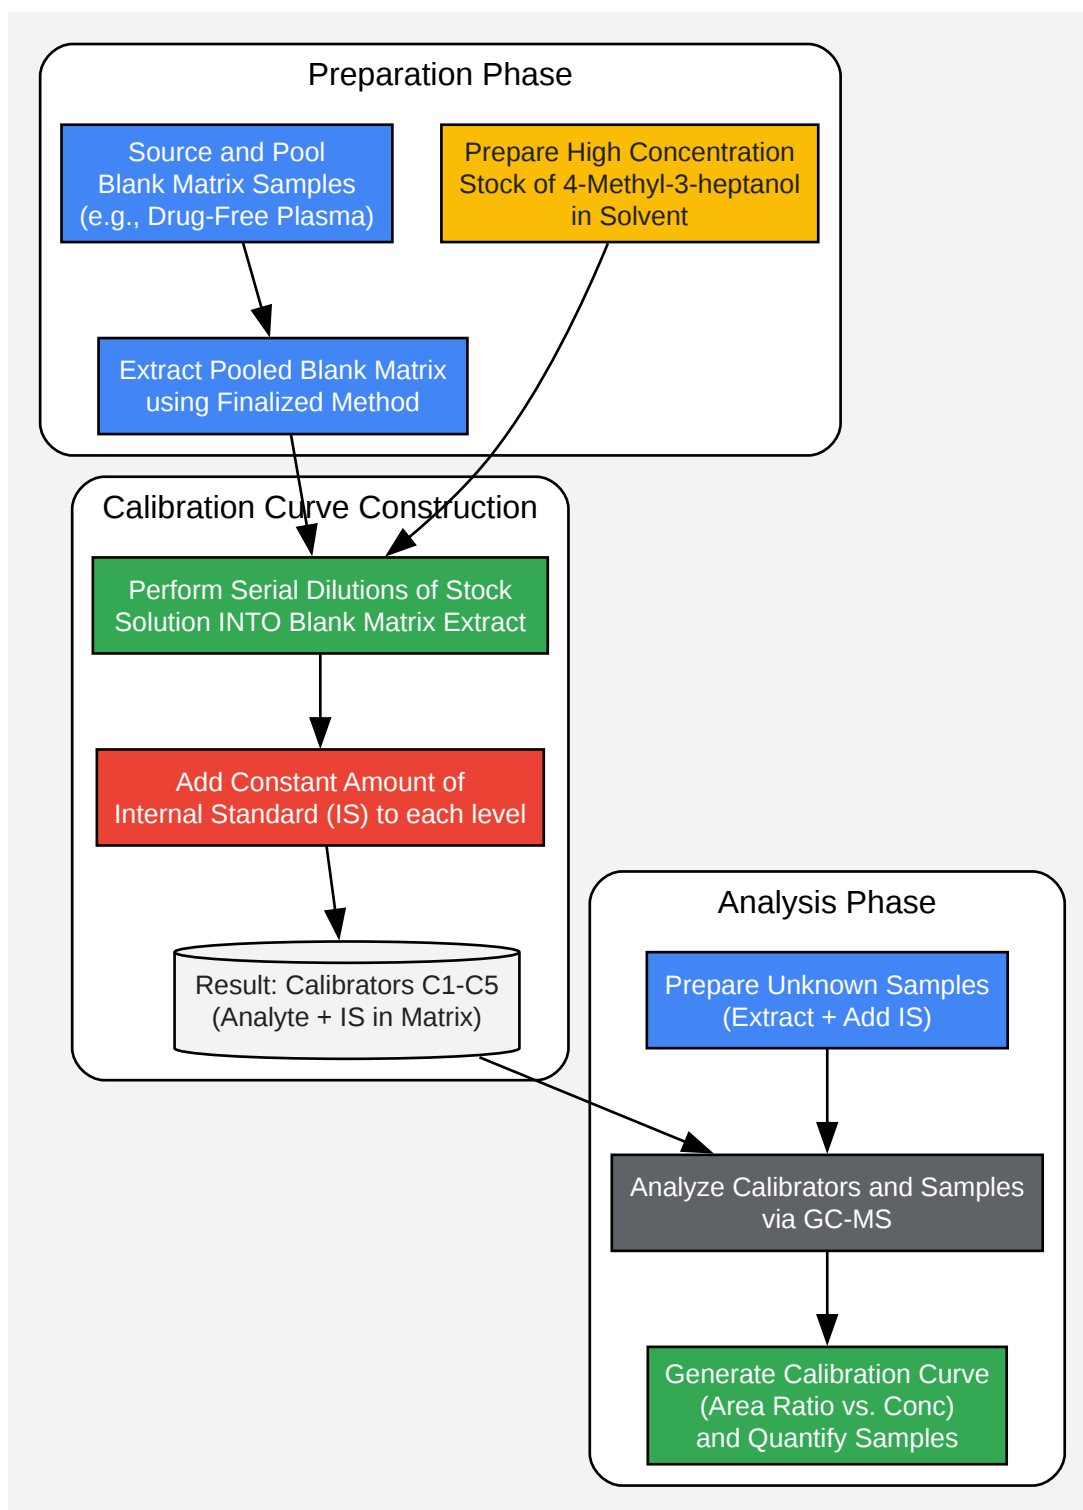 Preparation Phase
Source and Pool
Blank Matrix Samples
(e.g., Drug-Free Plasma)
Prepare High Concentration
Stock of 4-Methyl-3-heptanol
in Solvent
Extract Pooled Blank Matrix
using Finalized Method
Calibration Curve Construction
Perform Serial Dilutions of Stock
Solution INTO Blank Matrix Extract
Add Constant Amount of
Internal Standard (IS) to each level
Result: Calibrators C1-C5
(Analyte + IS in Matrix)
Analysis Phase
Prepare Unknown Samples
(Extract + Add IS)
Analyze Calibrators and Samples
via GC-MS
Generate Calibration Curve
(Area Ratio vs. Conc)
and Quantify Samples